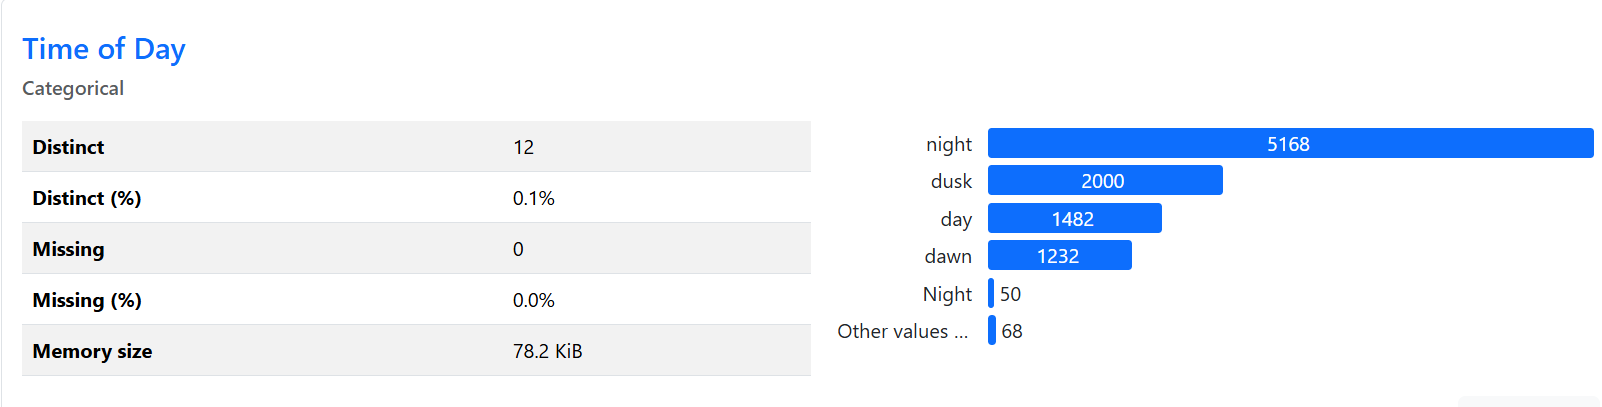 Time of Day
Categorical
Distinct 12
Distinct (%) 0.1%
Missing 0
Missing (%) 0.0%
Memory size 78.2 KiB
night 5168
dusk 2000
day 1482
dawn 1232
Night 50
Other values ... 68